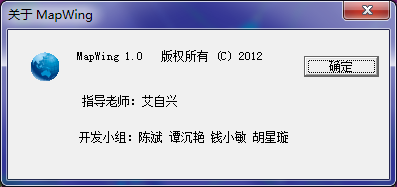 关于 MapWing
MapWing 1.0 版权所有 (C) 2012
确定
指导老师：艾自兴
开发小组：陈斌 谭沉艳 钱小敏 胡星璇